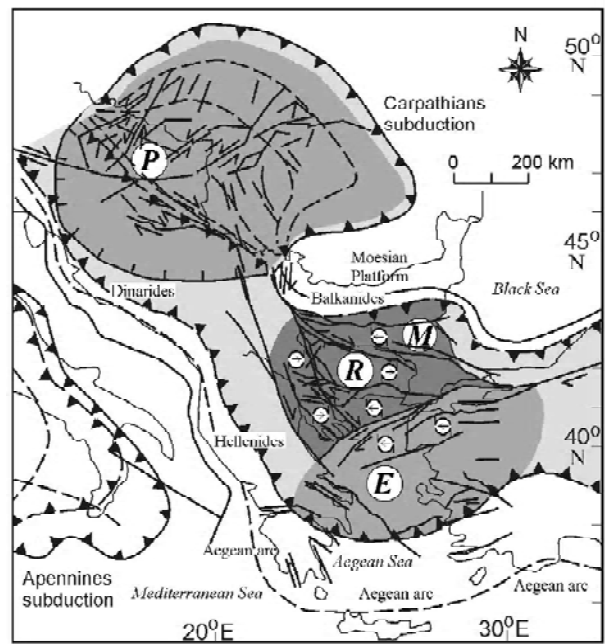 N
50°
N
Carpathians
subduction
P
0 200 km
45°
N
Moesian
Platform
Black Sea
Dinarides
Balkanides
M
R
Hellenides
40°
N
E
Aegean arc
Aegean Sea
Apennines
subduction
Mediterranean Sea
Aegean arc
Aegean arc
20°E
30°E